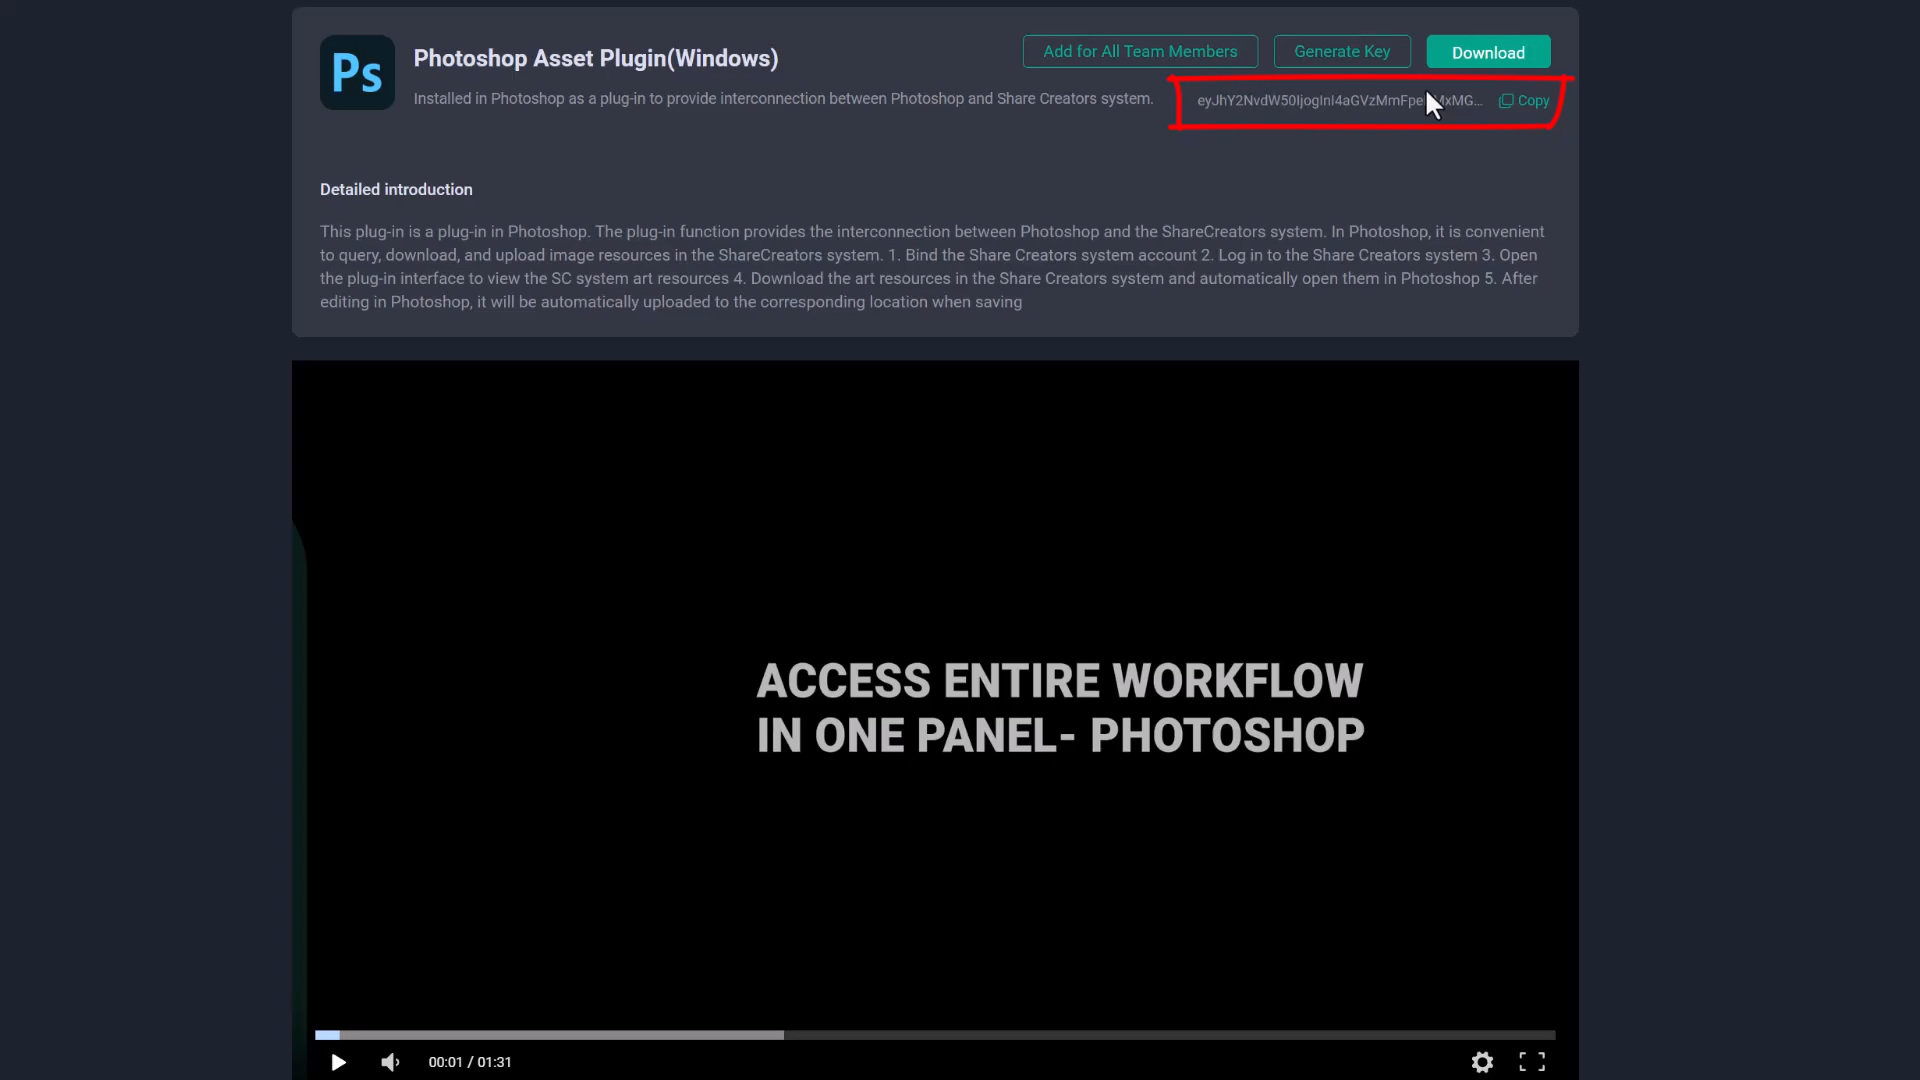 Ps
Photoshop Asset Plugin(Windows)
Add for All Team Members
Generate Key
Download
Installed in Photoshop as a plug-in to provide interconnection between Photoshop and Share Creators system.
Copy
Detailed introduction
This plug-in is a plug-in in Photoshop. The plug-in function provides the interconnection between Photoshop and the ShareCreators system. In Photoshop, it is convenient
to query, download, and upload image resources in the ShareCreators system. 1. Bind the Share Creators system account 2. Log in to the Share Creators system 3. Open
the plug-in interface to view the SC system art resources 4. Download the art resources in the Share Creators system and automatically open them in Photoshop 5. After
editing in Photoshop, it will be automatically uploaded to the corresponding location when saving
ACCESS ENTIRE WORKFLOW
IN ONE PANEL- PHOTOSHOP
00:01 / 01:31